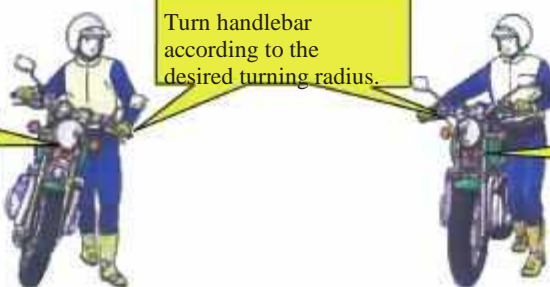 Turn handlebar
according to the
desired turning radius.